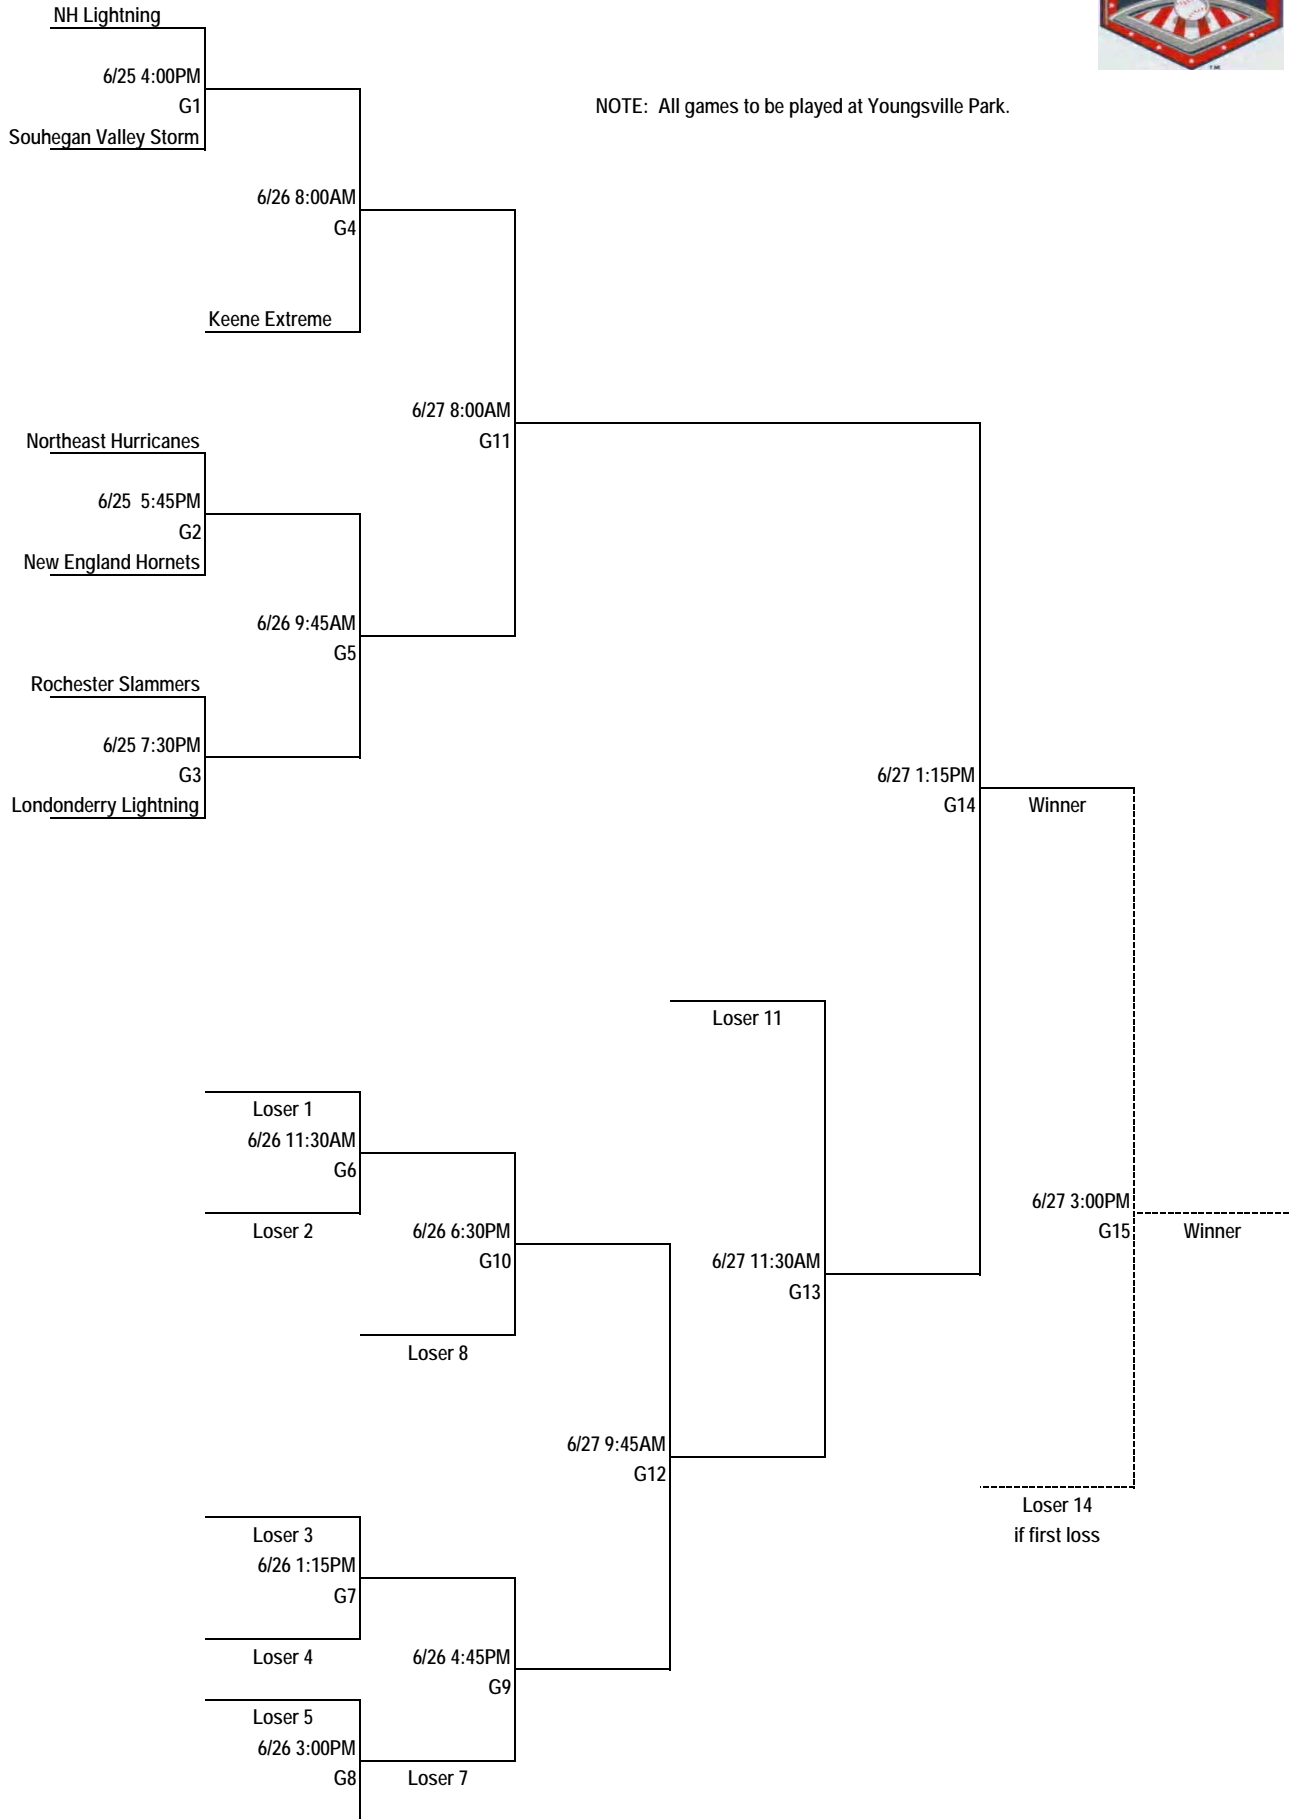 NH Lightning
6/25 4:00PM
G1
NOTE:  All games to be played at Youngsville Park.
Souhegan Valley Storm
6/26 8:00AM
G4
Keene Extreme
6/27 8:00AM
G11
Northeast Hurricanes
6/25  5:45PM
G2
New England Hornets
6/26 9:45AM
G5
Rochester Slammers
6/25 7:30PM
G3
Londonderry Lightning
6/27 1:15PM
G14
Winner
Loser 11
Loser 1
6/26 11:30AM
G6
Loser 2
6/26 6:30PM
G10
Loser 8
6/27 11:30AM
G13
6/27 3:00PM
G15
Winner
6/27 9:45AM
G12
Loser 14
if first loss
Loser 3
6/26 1:15PM
G7
Loser 4
6/26 4:45PM
G9
Loser 5
6/26 3:00PM
G8
Loser 7